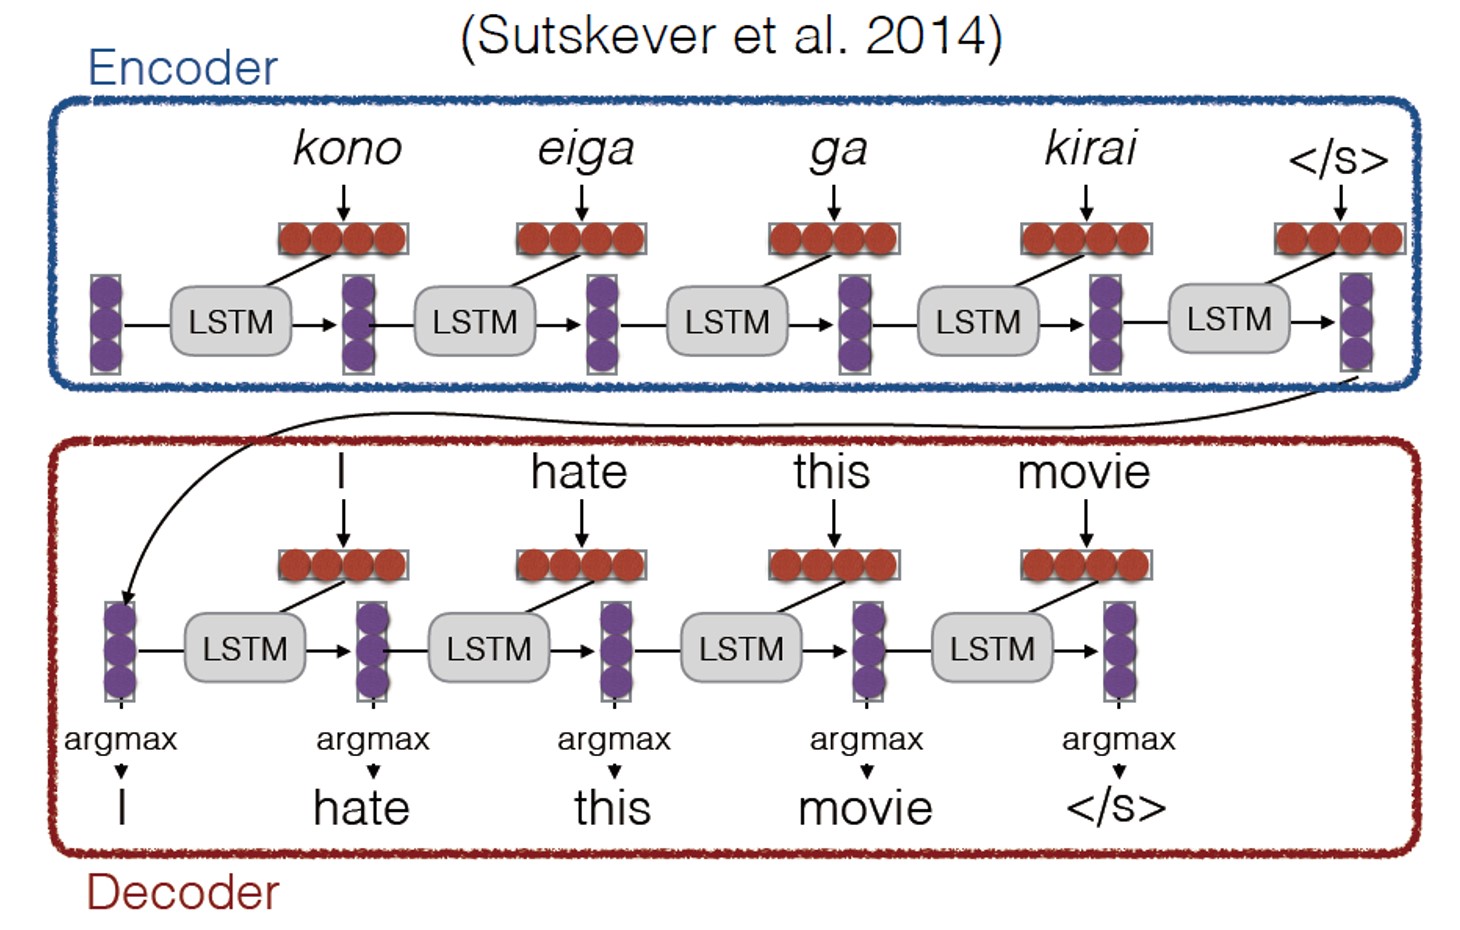 (Sutskever et al. 2014)
Encoder
kono eiga ga kirai </s>
LSTM LSTM LSTM LSTM LSTM
I hate this movie
LSTM LSTM LSTM LSTM
argmax argmax argmax argmax argmax
I hate this movie </s>
Decoder